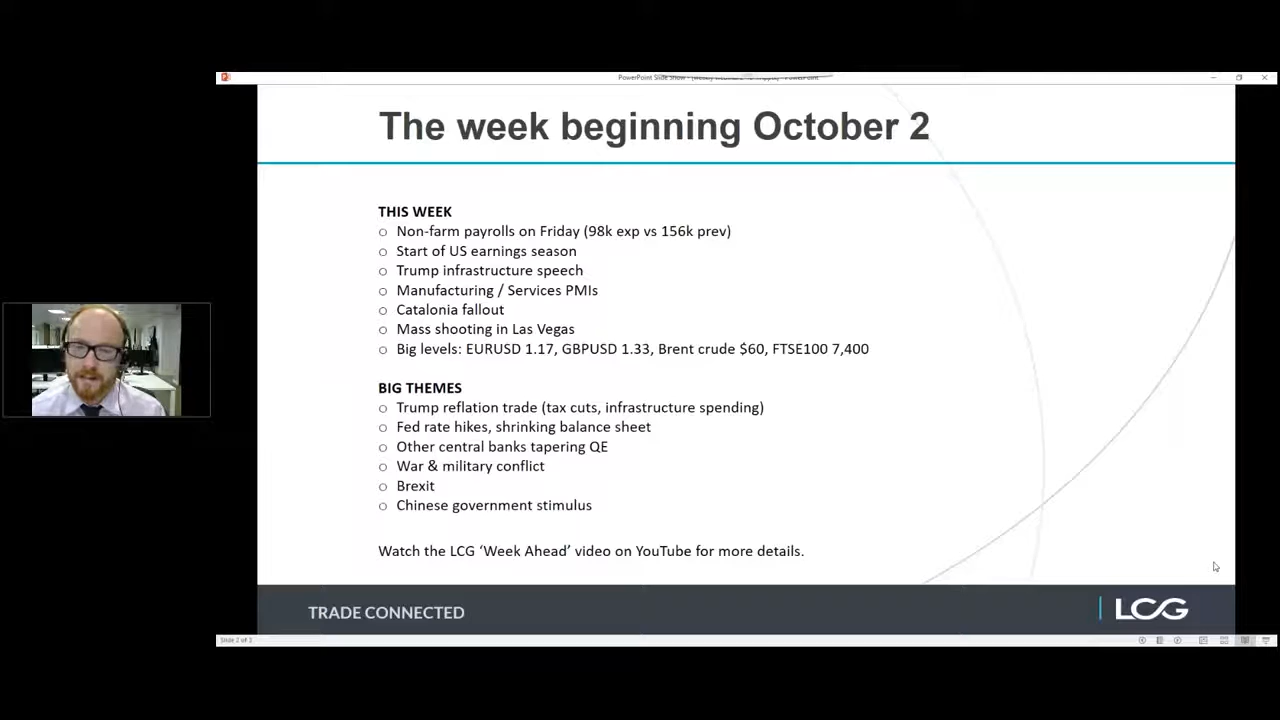 The week beginning October 2
THIS WEEK
○ Non-farm payrolls on Friday (98k exp vs 156k prev)
○ Start of US earnings season
○ Trump infrastructure speech
○ Manufacturing / Services PMIs
○ Catalonia fallout
○ Mass shooting in Las Vegas
○ Big levels: EURUSD 1.17, GBPUSD 1.33, Brent crude $60, FTSE100 7,400
BIG THEMES
○ Trump reflation trade (tax cuts, infrastructure spending)
○ Fed rate hikes, shrinking balance sheet
○ Other central banks tapering QE
○ War & military conflict
○ Brexit
○ Chinese government stimulus
Watch the LCG ‘Week Ahead’ video on YouTube for more details.
TRADE CONNECTED
LCG